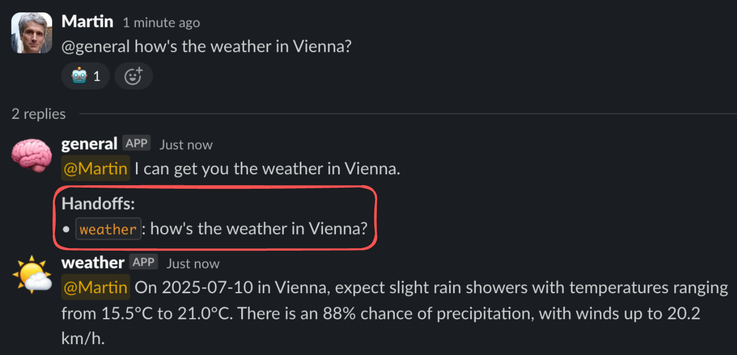 Martin 1 minute ago
@general how's the weather in Vienna?
1
2 replies
general APP Just now
@Martin I can get you the weather in Vienna.
Handoffs:
• weather: how's the weather in Vienna?
weather APP Just now
@Martin On 2025-07-10 in Vienna, expect slight rain showers with temperatures ranging
from 15.5°C to 21.0°C. There is an 88% chance of precipitation, with winds up to 20.2
km/h.